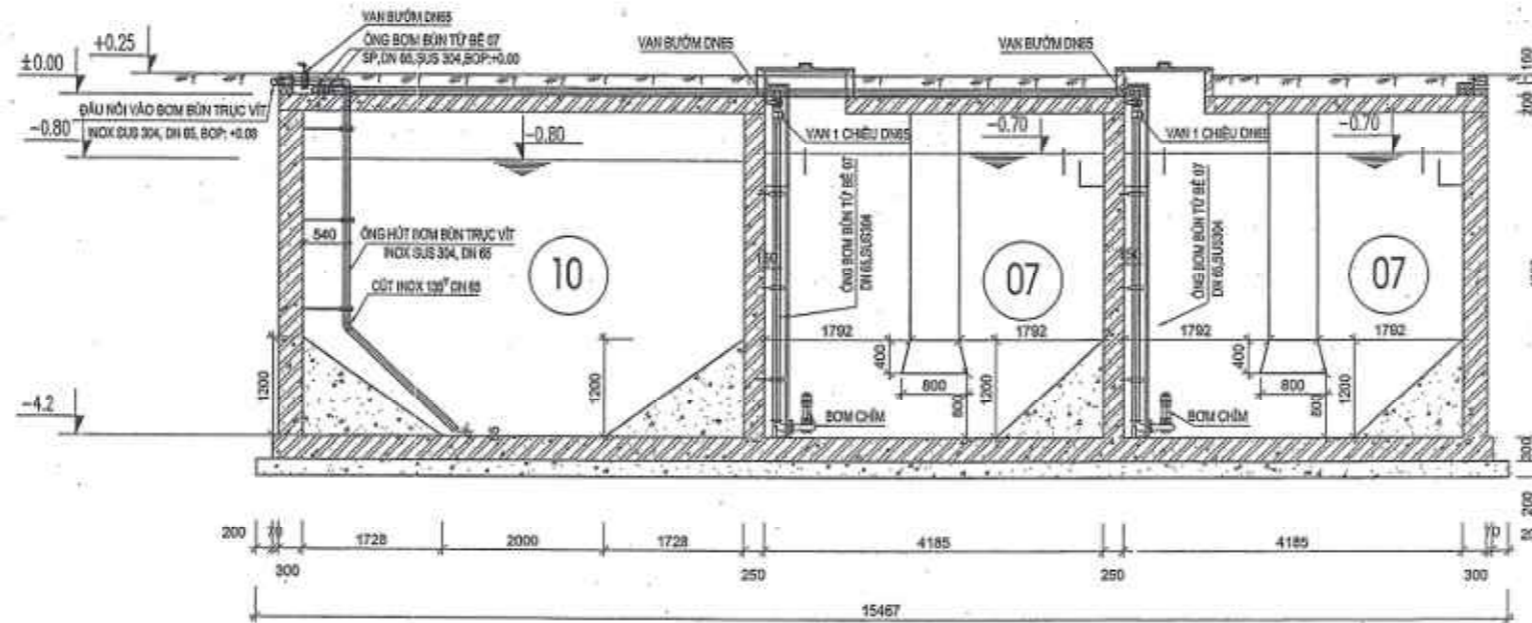 VAN BƯỚM DN65
+0.25
ỐNG BƠM BÙN TỪ BỂ 07
SP,DN 65,SUS 304,BOP:+0.00
±0.00
VAN BƯỚM DN65
VAN BƯỚM DN65
160
200
ĐẦU NỐI VÀO BƠM BÙN TRỤC VÍT
INOX SUS 304, DN 65, BOP: +0.08
-0.80
-0.80
VAN 1 CHIỀU DN65
-0.70
VAN 1 CHIỀU DN65
-0.70
540
ỐNG HÚT BƠM BÙN TRỤC VÍT
INOX SUS 304, DN 65
CÚT INOX 135° DN 65
10
ỐNG BƠM BÙN TỪ BỂ 07
DN 65,SUS304
07
ỐNG BƠM BÙN TỪ BỂ 07
DN 65,SUS304
07
1792
1792
1792
1792
400
400
800
800
1200
1200
1200
1200
800
800
-4.2
BƠM CHÌM
BƠM CHÌM
300
200
200
70
1728
2000
1728
4185
4185
70
300
250
250
300
15467